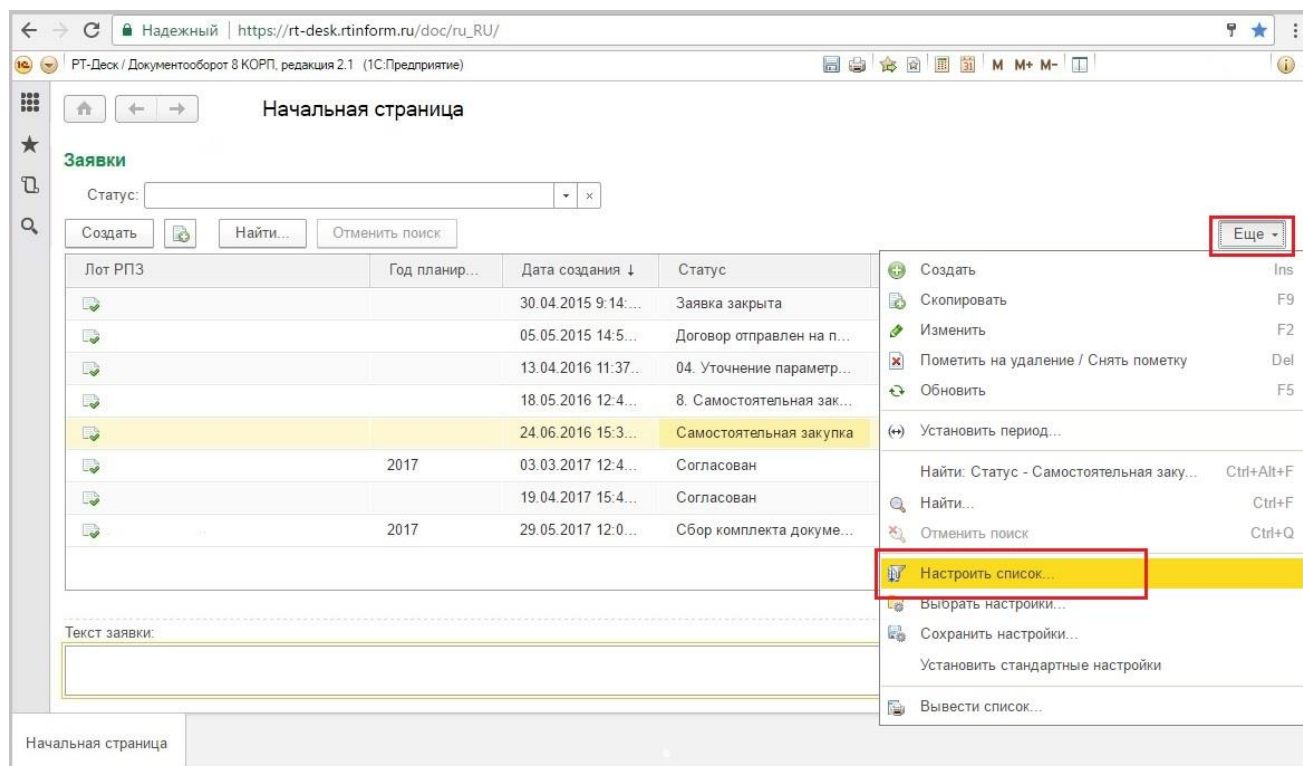 Надежный | https://rt-desk.rtinform.ru/doc/ru_RU/
РТ-Деск / Документооборот 8 КОРП, редакция 2.1 (1С:Предприятие) 31 M M+ M-
Начальная страница
Заявки
Статус:
Создать Найти... Отменить поиск Еще
Лот РПЗ Год планир... Дата создания ↓ Статус
30.04.2015 9:14:... Заявка закрыта
05.05.2015 14:5... Договор отправлен на п...
13.04.2016 11:37... 04. Уточнение параметр...
18.05.2016 12:4... 8. Самостоятельная зак...
24.06.2016 15:3... Самостоятельная закупка
2017 03.03.2017 12:4... Согласован
19.04.2017 15:4... Согласован
2017 29.05.2017 12:0... Сбор комплекта докуме...
Создать Ins
Скопировать F9
Изменить F2
Пометить на удаление / Снять пометку Del
Обновить F5
Установить период...
Найти: Статус - Самостоятельная заку... Ctrl+Alt+F
Найти... Ctrl+F
Отменить поиск Ctrl+Q
Настроить список...
Выбрать настройки...
Сохранить настройки...
Установить стандартные настройки
Вывести список...
Текст заявки:
Начальная страница